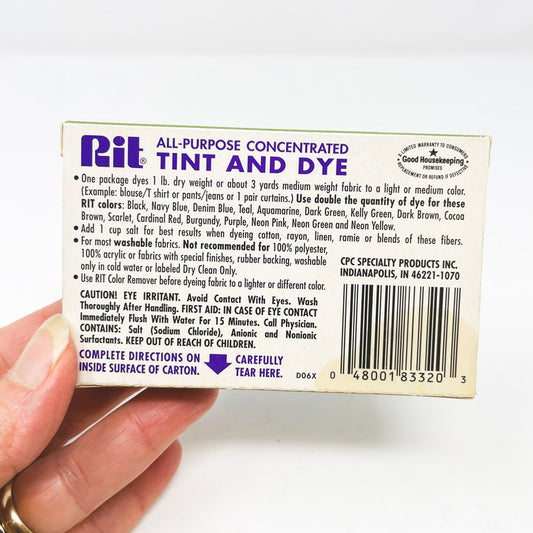 Rit® ALL-PURPOSE CONCENTRATED
TINT AND DYE
LIMITED WARRANTY TO CONSUMERS
Good Housekeeping
PROMISES
REPLACEMENT OR REFUND IF DEFECTIVE
• One package dyes 1 lb. dry weight or about 3 yards medium weight fabric to a light or medium color.
(Example: blouse/T shirt or pants/jeans or 1 pair curtains.) Use double the quantity of dye for these
RIT colors: Black, Navy Blue, Denim Blue, Teal, Aquamarine, Dark Green, Kelly Green, Dark Brown, Cocoa
Brown, Scarlet, Cardinal Red, Burgundy, Purple, Neon Pink, Neon Green and Neon Yellow.
• Add 1 cup salt for best results when dyeing cotton, rayon, linen, ramie or blends of these fibers.
• For most washable fabrics. Not recommended for 100% polyester,
100% acrylic or fabrics with special finishes, rubber backing, washable
only in cold water or labeled Dry Clean Only.
• Use RIT Color Remover before dyeing fabric to a lighter or different color.
CPC SPECIALTY PRODUCTS INC.
INDIANAPOLIS, IN 46221-1070
CAUTION! EYE IRRITANT. Avoid Contact With Eyes. Wash
Thoroughly After Handling. FIRST AID: IN CASE OF EYE CONTACT
Immediately Flush With Water For 15 Minutes. Call Physician.
CONTAINS: Salt (Sodium Chloride), Anionic and Nonionic
Surfactants. KEEP OUT OF REACH OF CHILDREN.
COMPLETE DIRECTIONS ON
INSIDE SURFACE OF CARTON.
CAREFULLY
TEAR HERE.
D06X
0 48001 83320 3